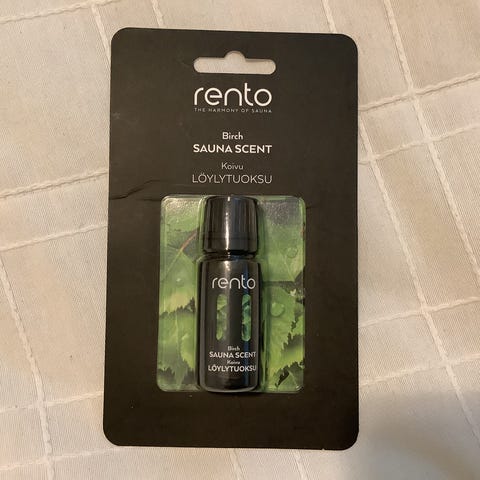 rento
THE HARMONY OF SAUNA
Birch
SAUNA SCENT
Koivu
LÖYLYTUOKSU
rento
Birch
SAUNA SCENT
Koivu
LÖYLYTUOKSU